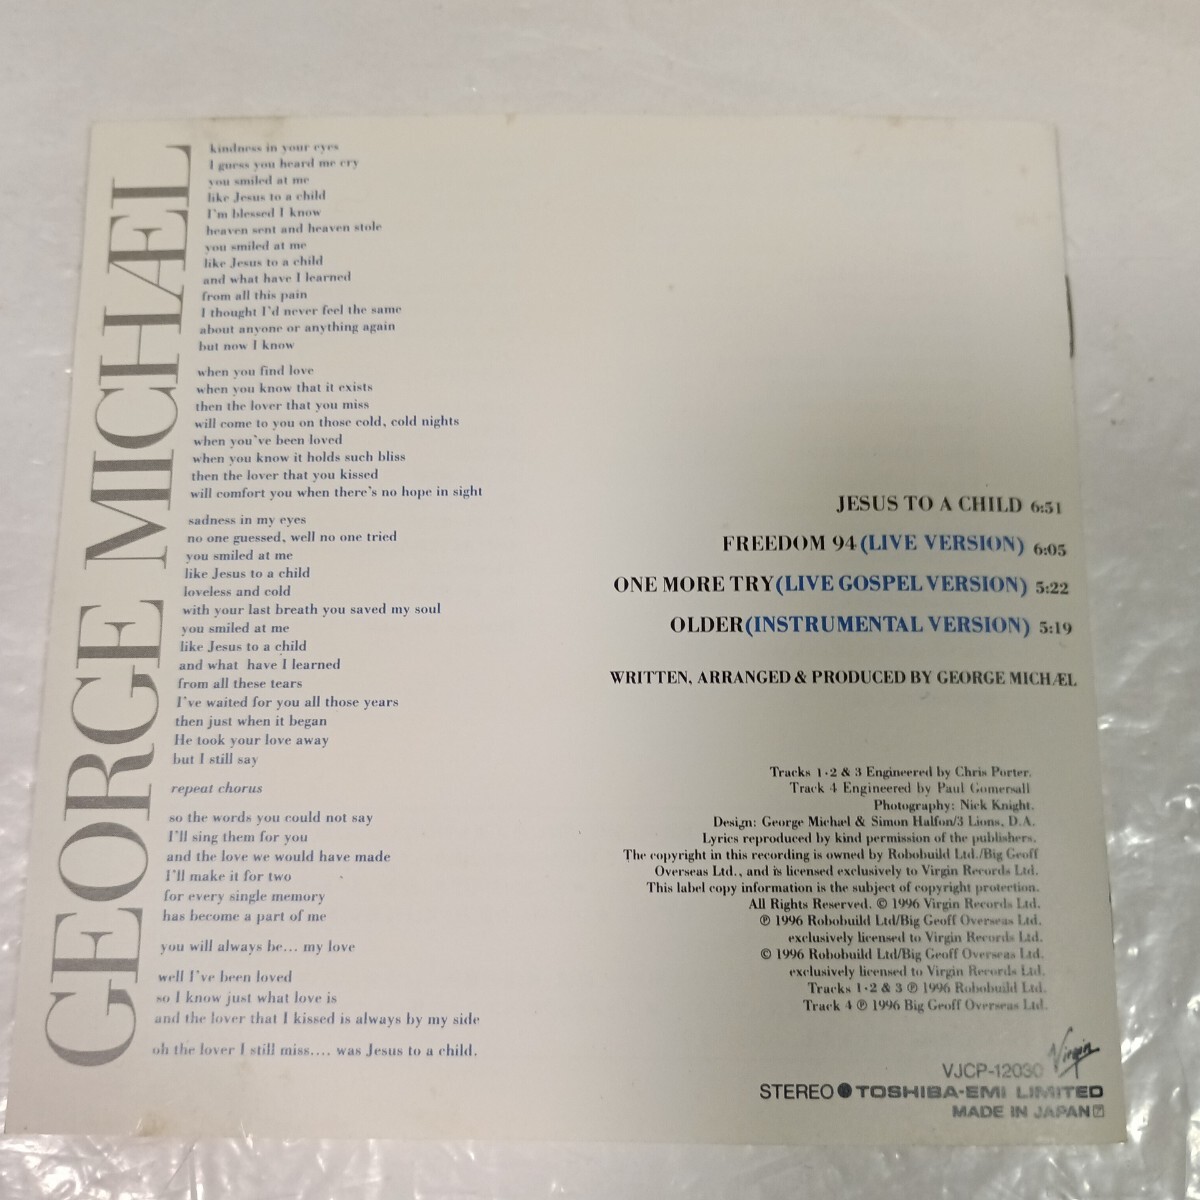 GEORGE MICHÆL
kindness in your eyes
I guess you heard me cry
you smiled at me
like Jesus to a child
I'm blessed I know
heaven sent and heaven stole
you smiled at me
like Jesus to a child
and what have I learned
from all this pain
I thought I'd never feel the same
about anyone or anything again
but now I know
when you find love
when you know that it exists
then the lover that you miss
will come to you on those cold, cold nights
when you've been loved
when you know it holds such bliss
then the lover that you kissed
will comfort you when there's no hope in sight
sadness in my eyes
no one guessed, well no one tried
you smiled at me
like Jesus to a child
loveless and cold
with your last breath you saved my soul
you smiled at me
like Jesus to a child
and what have I learned
from all these tears
I've waited for you all those years
then just when it began
He took your love away
but I still say
repeat chorus
so the words you could not say
I'll sing them for you
and the love we would have made
I'll make it for two
for every single memory
has become a part of me
you will always be... my love
well I've been loved
so I know just what love is
and the lover that I kissed is always by my side
oh the lover I still miss.... was Jesus to a child.
JESUS TO A CHILD 6:51
FREEDOM 94(LIVE VERSION) 6:05
ONE MORE TRY(LIVE GOSPEL VERSION) 5:22
OLDER(INSTRUMENTAL VERSION) 5:19
WRITTEN, ARRANGED & PRODUCED BY GEORGE MICHÆL
Tracks 1·2 & 3 Engineered by Chris Porter.
Track 4 Engineered by Paul Gomersall
Photography: Nick Knight.
Design: George Michæl & Simon Halfon/3 Lions, D.A.
Lyrics reproduced by kind permission of the publishers.
The copyright in this recording is owned by Robobuild Ltd./Big Geoff
Overseas Ltd., and is licensed exclusively to Virgin Records Ltd.
This label copy information is the subject of copyright protection.
All Rights Reserved. © 1996 Virgin Records Ltd.
℗ 1996 Robobuild Ltd/Big Geoff Overseas Ltd.
exclusively licensed to Virgin Records Ltd.
© 1996 Robobuild Ltd/Big Geoff Overseas Ltd.
exclusively licensed to Virgin Records Ltd.
Tracks 1·2 & 3 ℗ 1996 Robobuild Ltd.
Track 4 ℗ 1996 Big Geoff Overseas Ltd.
Virgin
VJCP-12030
STEREO TOSHIBA-EMI LIMITED
MADE IN JAPAN